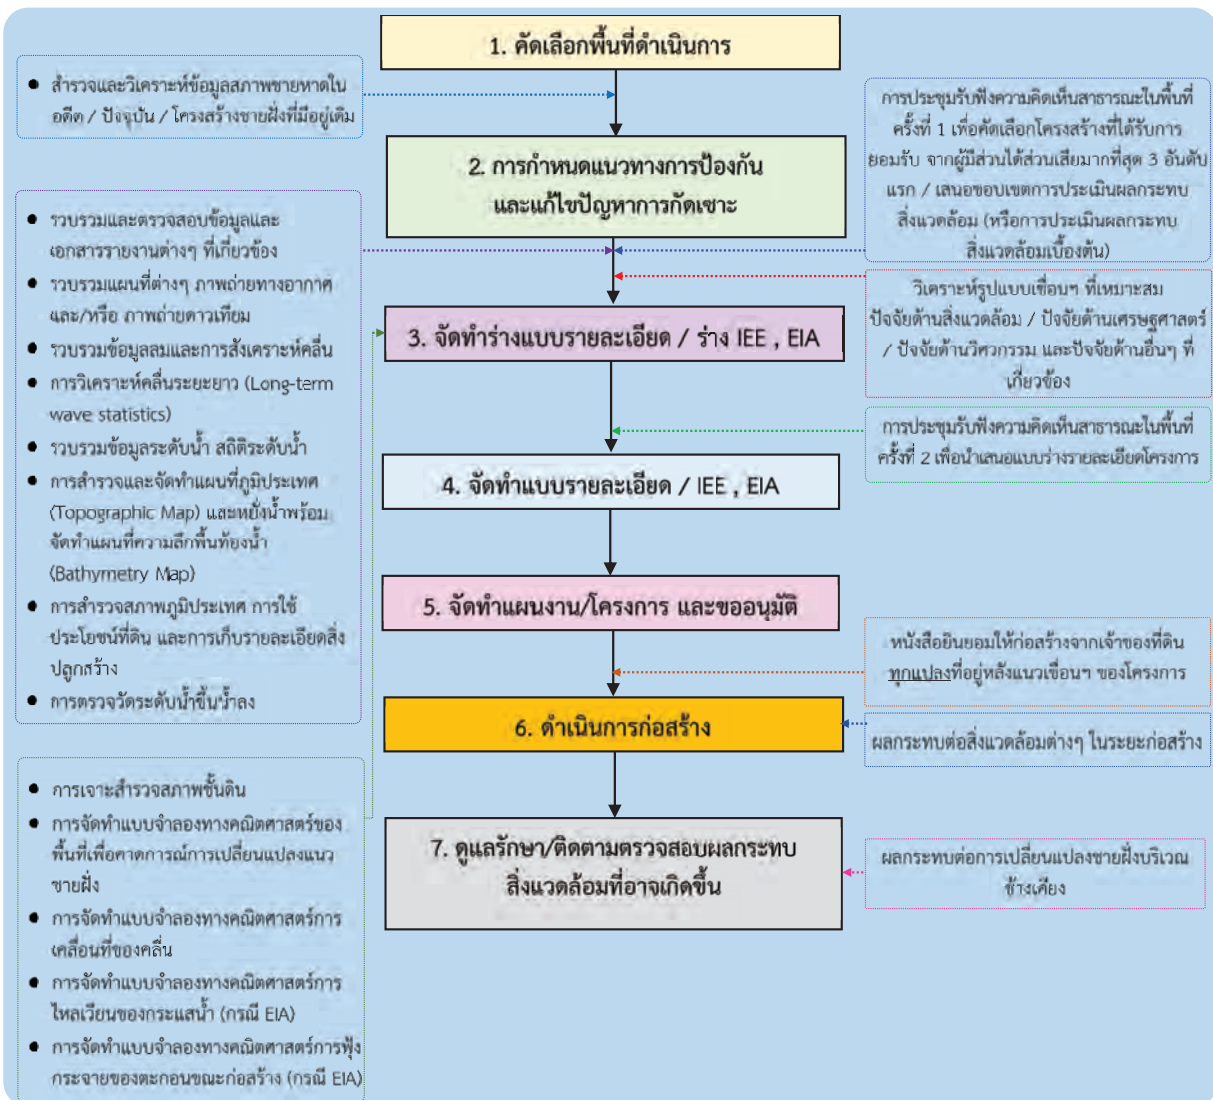 1. คัดเลือกพื้นที่ดำเนินการ
● สำรวจและวิเคราะห์ข้อมูลสภาพชายหาดใน
อดีต / ปัจจุบัน / โครงสร้างชายฝั่งที่มีอยู่เดิม
การประชุมรับฟังความคิดเห็นสาธารณะในพื้นที่
ครั้งที่ 1 เพื่อคัดเลือกโครงสร้างที่ได้รับการ
ยอมรับ จากผู้มีส่วนได้ส่วนเสียมากที่สุด 3 อันดับ
แรก / เสนอขอบเขตการประเมินผลกระทบ
สิ่งแวดล้อม (หรือการประเมินผลกระทบ
สิ่งแวดล้อมเบื้องต้น)
2. การกำหนดแนวทางการป้องกัน
และแก้ไขปัญหาการกัดเซาะ
● รวบรวมและตรวจสอบข้อมูลและ
เอกสารรายงานต่างๆ ที่เกี่ยวข้อง
● รวบรวมแผนที่ต่างๆ ภาพถ่ายทางอากาศ
และ/หรือ ภาพถ่ายดาวเทียม
● รวบรวมข้อมูลลมและการสังเคราะห์คลื่น
● การวิเคราะห์คลื่นระยะยาว (Long-term
wave statistics)
● รวบรวมข้อมูลระดับน้ำ สถิติระดับน้ำ
● การสำรวจและจัดทำแผนที่ภูมิประเทศ
(Topographic Map) และหยั่งน้ำพร้อม
จัดทำแผนที่ความลึกพื้นท้องน้ำ
(Bathymetry Map)
● การสำรวจสภาพภูมิประเทศ การใช้
ประโยชน์ที่ดิน และการเก็บรายละเอียดสิ่ง
ปลูกสร้าง
● การตรวจวัดระดับน้ำขึ้นน้ำลง
วิเคราะห์รูปแบบเขื่อนฯ ที่เหมาะสม
ปัจจัยด้านสิ่งแวดล้อม / ปัจจัยด้านเศรษฐศาสตร์
/ ปัจจัยด้านวิศวกรรม และปัจจัยด้านอื่นๆ ที่
เกี่ยวข้อง
3. จัดทำร่างแบบรายละเอียด / ร่าง IEE , EIA
การประชุมรับฟังความคิดเห็นสาธารณะในพื้นที่
ครั้งที่ 2 เพื่อนำเสนอแบบร่างรายละเอียดโครงการ
4. จัดทำแบบรายละเอียด / IEE , EIA
5. จัดทำแผนงาน/โครงการ และขออนุมัติ
หนังสือยินยอมให้ก่อสร้างจากเจ้าของที่ดิน
ทุกแปลงที่อยู่หลังแนวเขื่อนฯ ของโครงการ
6. ดำเนินการก่อสร้าง
ผลกระทบต่อสิ่งแวดล้อมต่างๆ ในระยะก่อสร้าง
● การเจาะสำรวจสภาพชั้นดิน
● การจัดทำแบบจำลองทางคณิตศาสตร์ของ
พื้นที่เพื่อคาดการณ์การเปลี่ยนแปลงแนว
ชายฝั่ง
● การจัดทำแบบจำลองทางคณิตศาสตร์การ
เคลื่อนที่ของคลื่น
● การจัดทำแบบจำลองทางคณิตศาสตร์การ
ไหลเวียนของกระแสน้ำ (กรณี EIA)
● การจัดทำแบบจำลองทางคณิตศาสตร์การฟุ้ง
กระจายของตะกอนขณะก่อสร้าง (กรณี EIA)
7. ดูแลรักษา/ติดตามตรวจสอบผลกระทบ
สิ่งแวดล้อมที่อาจเกิดขึ้น
ผลกระทบต่อการเปลี่ยนแปลงชายฝั่งบริเวณ
ข้างเคียง